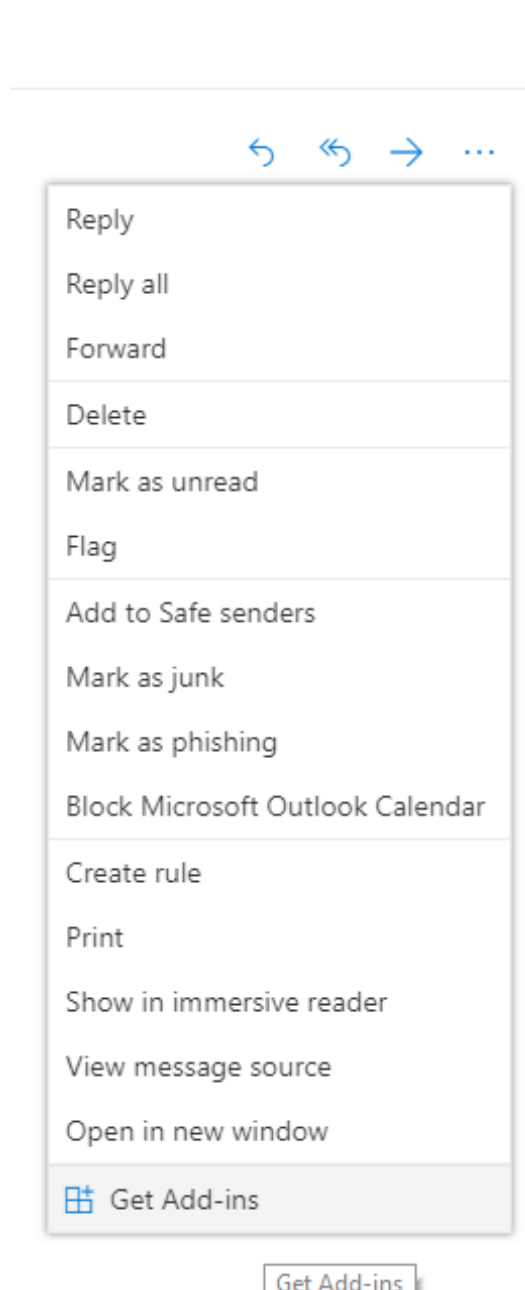 Reply
Reply all
Forward
Delete
Mark as unread
Flag
Add to Safe senders
Mark as junk
Mark as phishing
Block Microsoft Outlook Calendar
Create rule
Print
Show in immersive reader
View message source
Open in new window
Get Add-ins
Get Add-ins